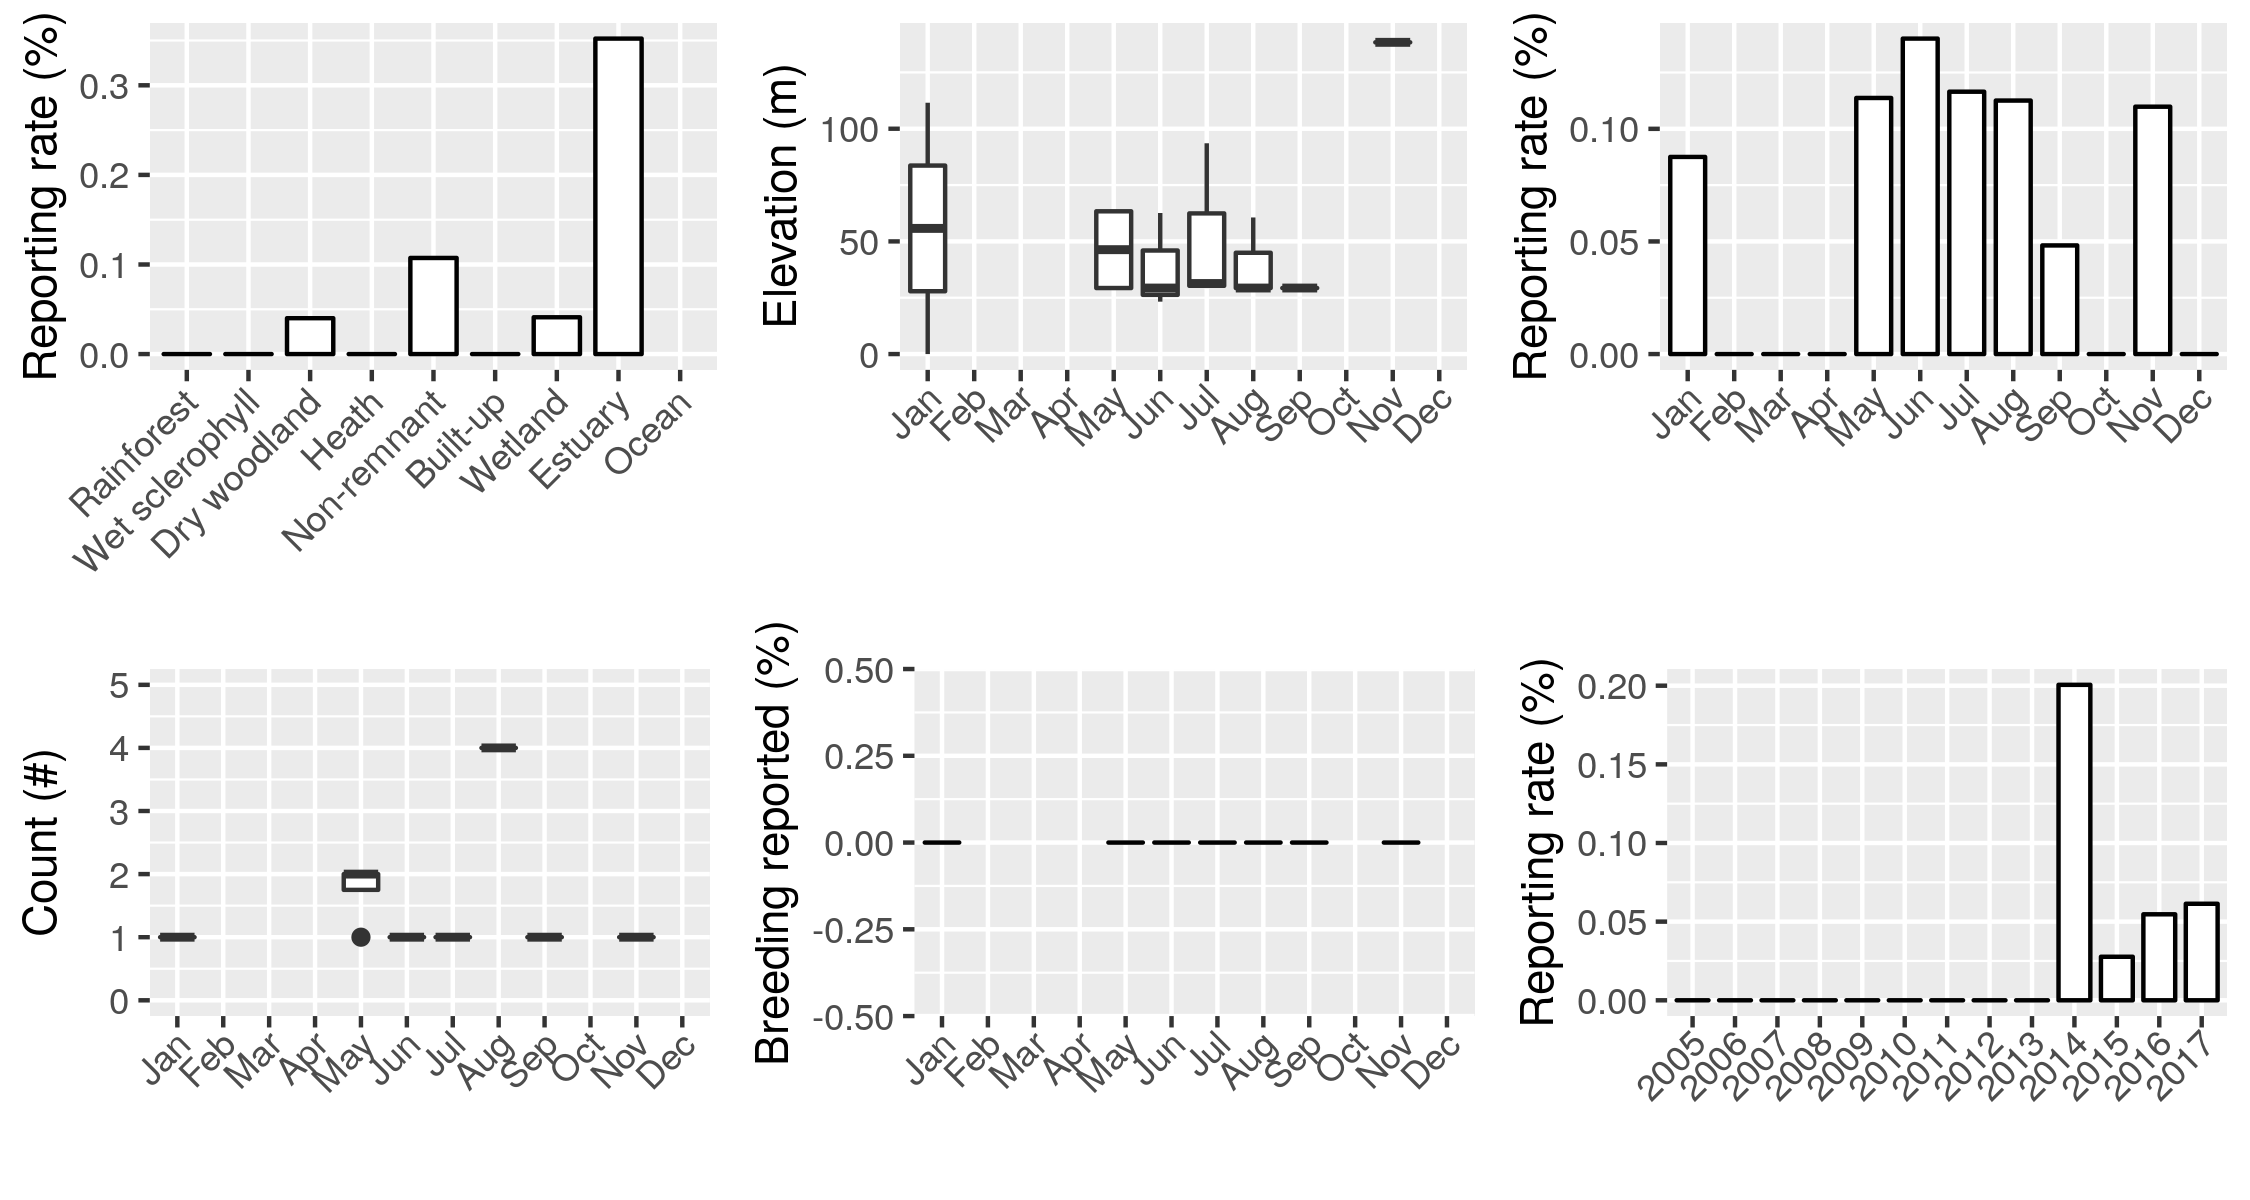 Reporting rate (%)
0.3
0.2
0.1
0.0
Rainforest
Wet sclerophyll
Dry woodland
Heath
Non-remnant
Built-up
Wetland
Estuary
Ocean
Elevation (m)
100
50
0
Jan Feb Mar Apr May Jun Jul Aug Sep Oct Nov Dec
Reporting rate (%)
0.10
0.05
0.00
Jan Feb Mar Apr May Jun Jul Aug Sep Oct Nov Dec
Count (#)
5
4
3
2
1
0
Jan Feb Mar Apr May Jun Jul Aug Sep Oct Nov Dec
Breeding reported (%)
0.50
0.25
0.00
-0.25
-0.50
Jan Feb Mar Apr May Jun Jul Aug Sep Oct Nov Dec
Reporting rate (%)
0.20
0.15
0.10
0.05
0.00
2005 2006 2007 2008 2009 2010 2011 2012 2013 2014 2015 2016 2017